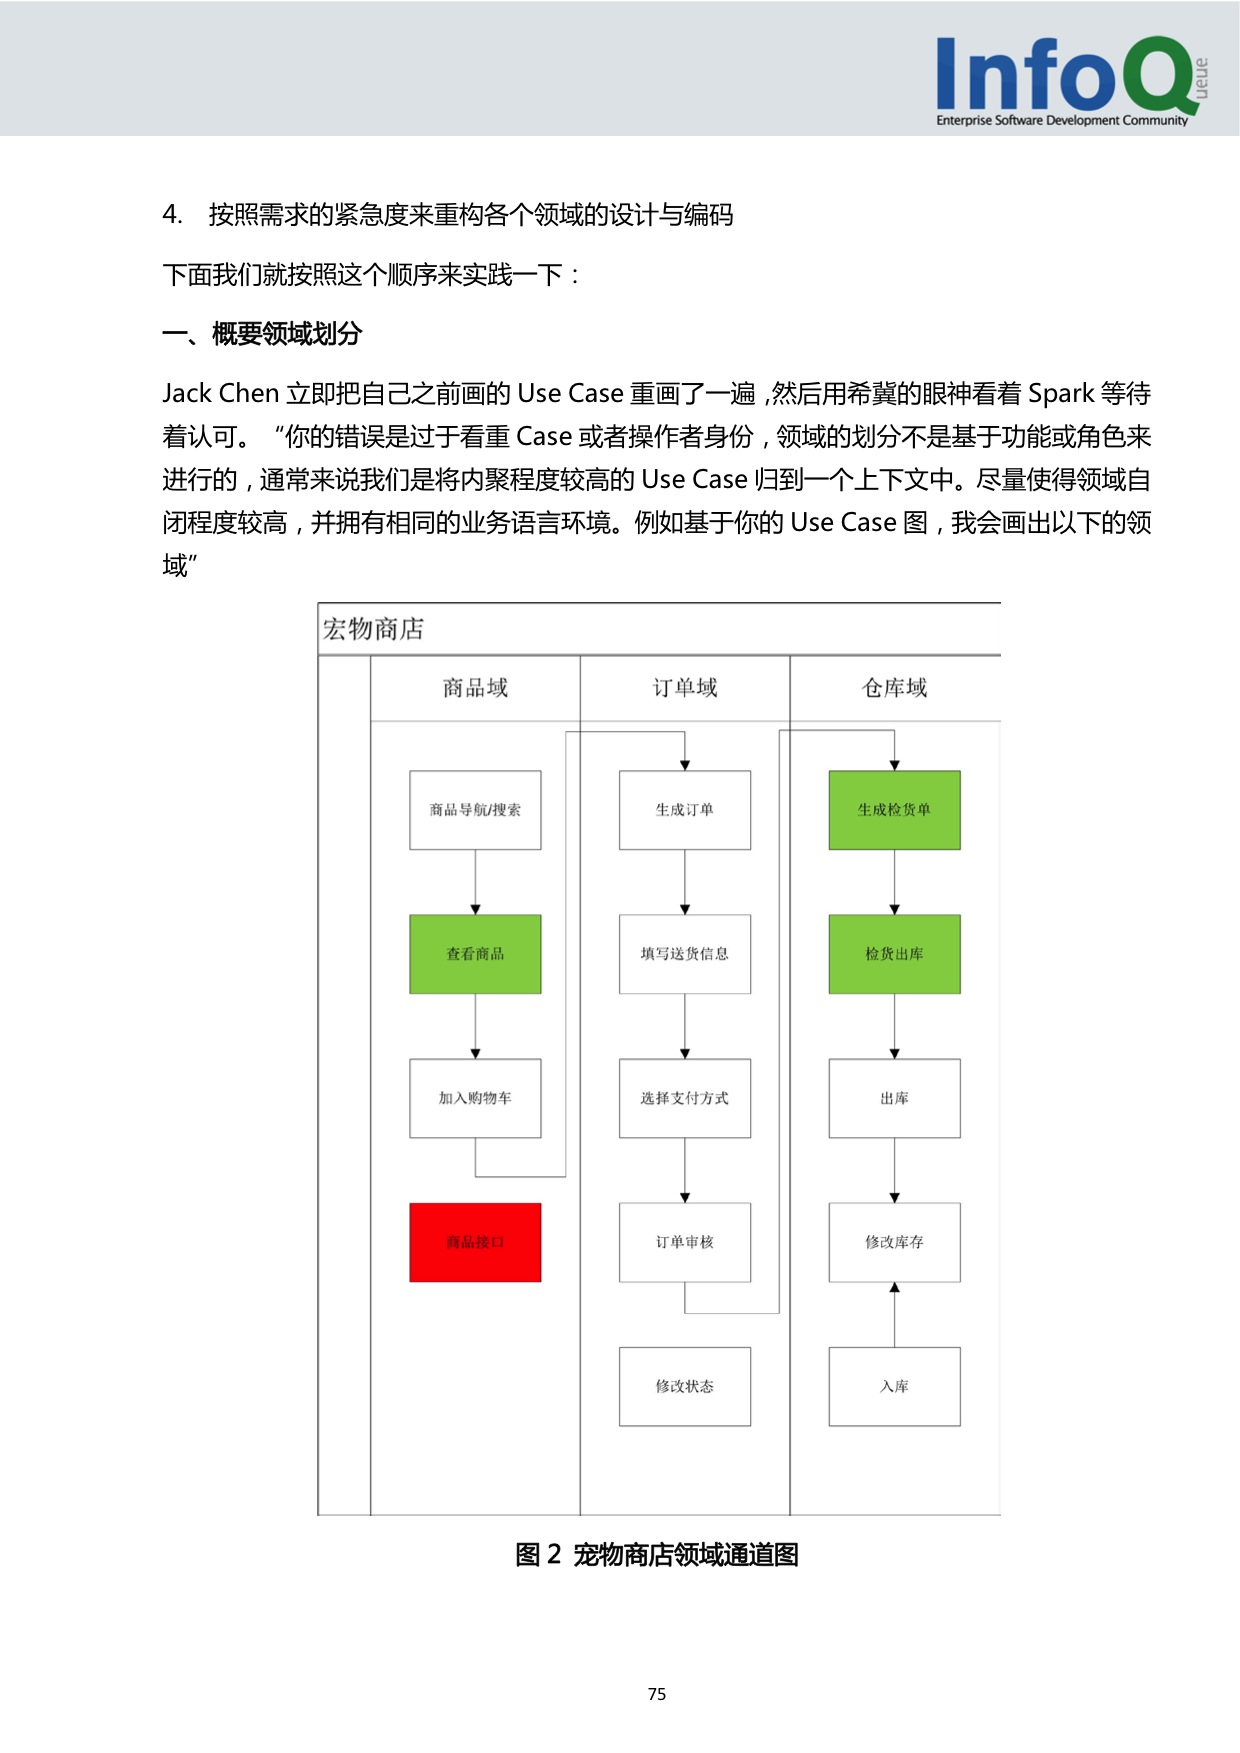 InfoQ
ueue
Enterprise Software Development Community
4. 按照需求的紧急度来重构各个领域的设计与编码
下面我们就按照这个顺序来实践一下：
一、概要领域划分
Jack Chen 立即把自己之前画的 Use Case 重画了一遍，然后用希冀的眼神看着 Spark 等待
着认可。“你的错误是过于看重 Case 或者操作者身份，领域的划分不是基于功能或角色来
进行的，通常来说我们是将内聚程度较高的 Use Case 归到一个上下文中。尽量使得领域自
闭程度较高，并拥有相同的业务语言环境。例如基于你的 Use Case 图，我会画出以下的领
域”
宏物商店
商品域
订单域
仓库域
商品导航/搜索
生成订单
生成检货单
查看商品
填写送货信息
检货出库
加入购物车
选择支付方式
出库
商品接口
订单审核
修改库存
修改状态
入库
图 2 宠物商店领域通道图
75